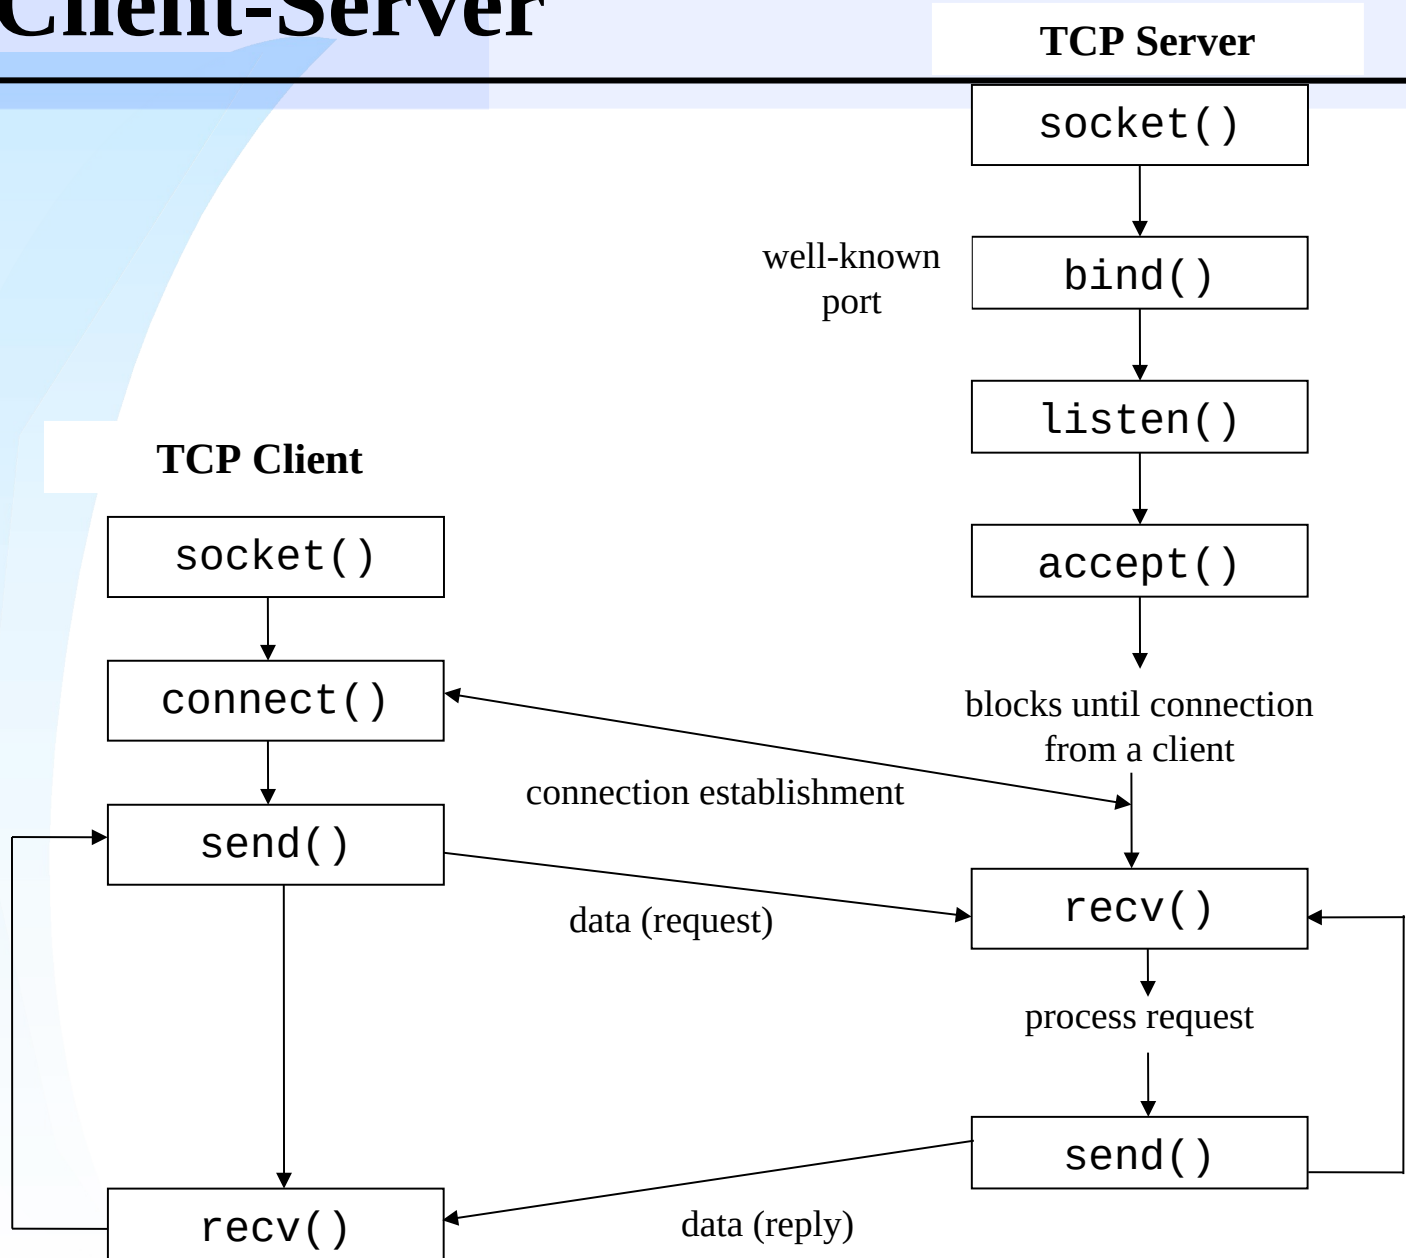 Client-Server
TCP Server
socket()
well-known
port
bind()
listen()
TCP Client
socket()
accept()
connect()
blocks until connection
from a client
connection establishment
send()
recv()
data (request)
process request
send()
recv()
data (reply)